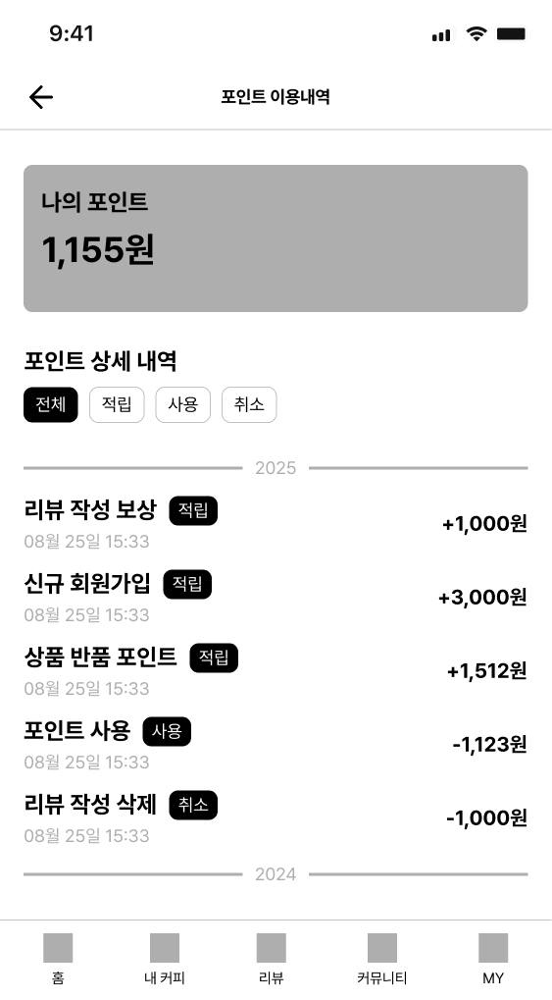 9:41
포인트 이용내역
나의 포인트
1,155원
포인트 상세 내역
전체 적립 사용 취소
2025
리뷰 작성 보상 적립
+1,000원
08월 25일 15:33
신규 회원가입 적립
+3,000원
08월 25일 15:33
상품 반품 포인트 적립
+1,512원
08월 25일 15:33
포인트 사용 사용
-1,123원
08월 25일 15:33
리뷰 작성 삭제 취소
-1,000원
08월 25일 15:33
2024
홈 내 커피 리뷰 커뮤니티 MY